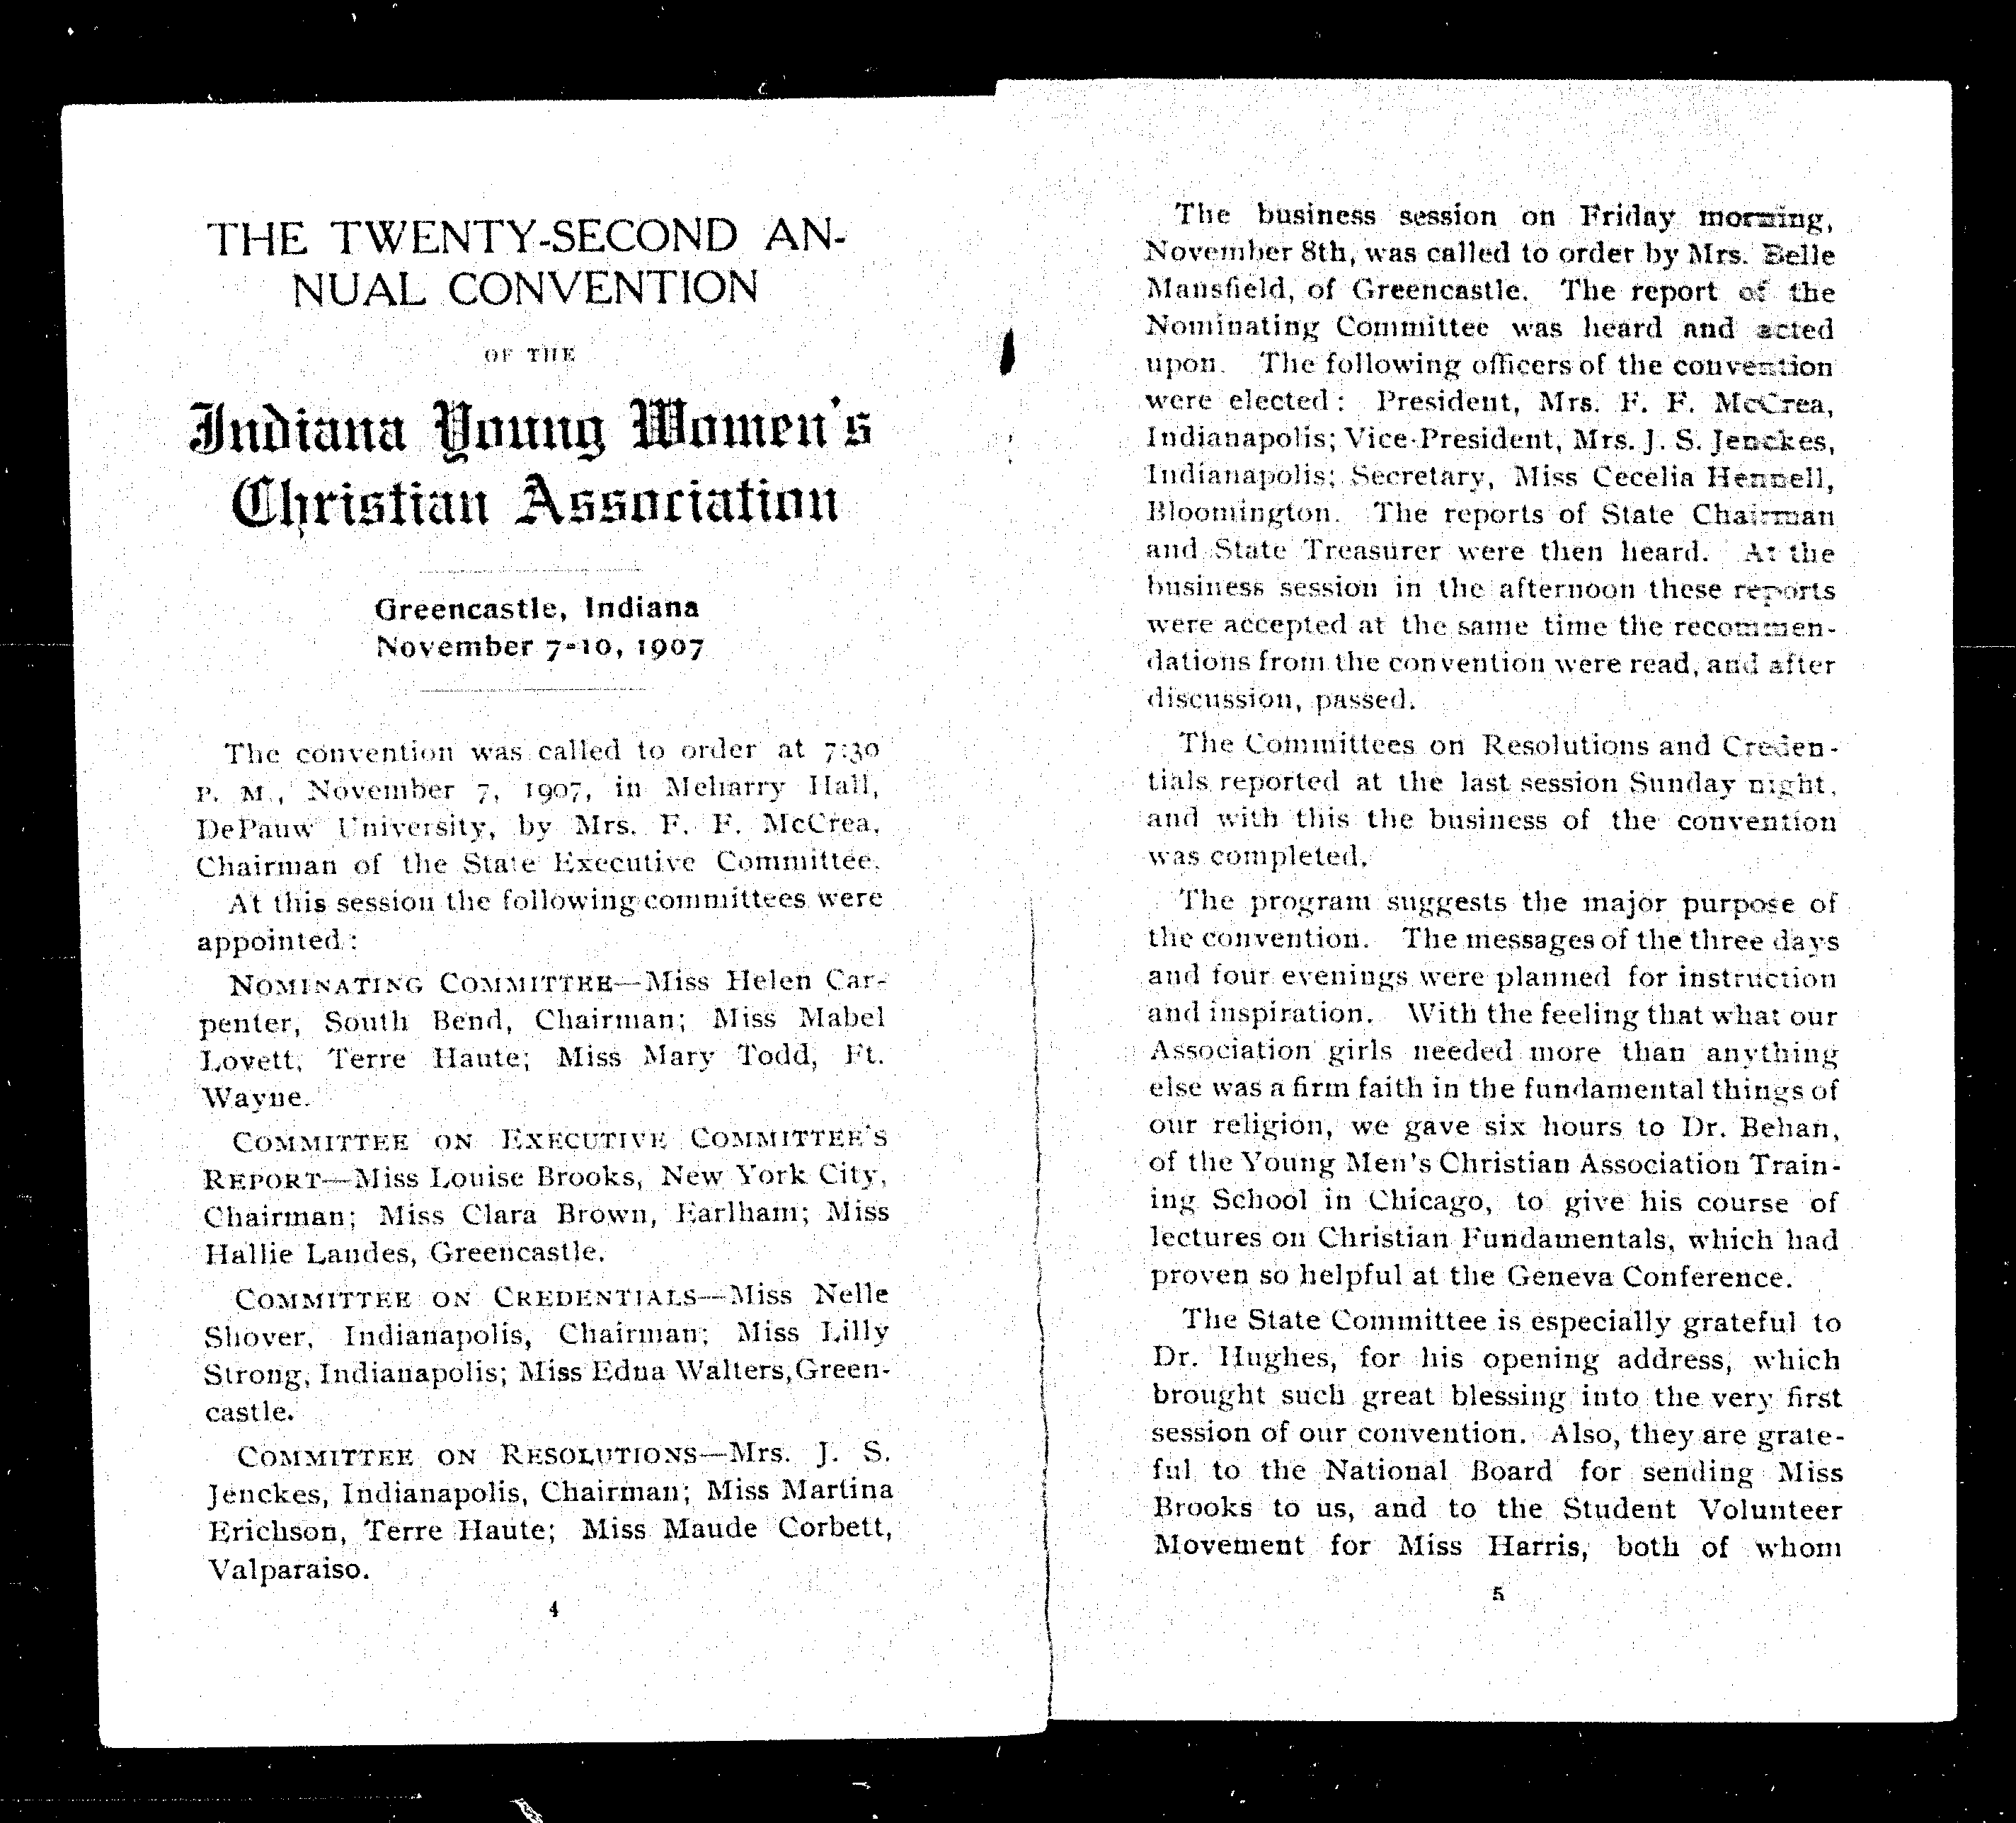 THE TWENTY-SECOND AN-
NUAL CONVENTION
OF THE
Indiana Young Women's
Christian Association
Greencastle, Indiana
November 7-10, 1907
The convention was called to order at 7:30
P. M., November 7, 1907, in Meharry Hall,
DePauw University, by Mrs. F. F. McCrea,
Chairman of the State Executive Committee.
At this session the following committees were
appointed:
NOMINATING COMMITTEE—Miss Helen Car-
penter, South Bend, Chairman; Miss Mabel
Lovett, Terre Haute; Miss Mary Todd, Ft.
Wayne.
COMMITTEE ON EXECUTIVE COMMITTEE'S
REPORT—Miss Louise Brooks, New York City,
Chairman; Miss Clara Brown, Earlham; Miss
Hallie Landes, Greencastle.
COMMITTEE ON CREDENTIALS—Miss Nelle
Shover, Indianapolis, Chairman; Miss Lilly
Strong, Indianapolis; Miss Edna Walters, Green-
castle.
COMMITTEE ON RESOLUTIONS—Mrs. J. S.
Jenckes, Indianapolis, Chairman; Miss Martina
Erichson, Terre Haute; Miss Maude Corbett,
Valparaiso.
4
The business session on Friday morning,
November 8th, was called to order by Mrs. Belle
Mansfield, of Greencastle. The report of the
Nominating Committee was heard and acted
upon. The following officers of the convention
were elected: President, Mrs. F. F. McCrea,
Indianapolis; Vice-President, Mrs. J. S. Jenckes,
Indianapolis; Secretary, Miss Cecelia Hennell,
Bloomington. The reports of State Chairman
and State Treasurer were then heard. At the
business session in the afternoon these reports
were accepted at the same time the recommen-
dations from the convention were read, and after
discussion, passed.
The Committees on Resolutions and Creden-
tials reported at the last session Sunday night,
and with this the business of the convention
was completed.
The program suggests the major purpose of
the convention. The messages of the three days
and four evenings were planned for instruction
and inspiration. With the feeling that what our
Association girls needed more than anything
else was a firm faith in the fundamental things of
our religion, we gave six hours to Dr. Behan,
of the Young Men's Christian Association Train-
ing School in Chicago, to give his course of
lectures on Christian Fundamentals, which had
proven so helpful at the Geneva Conference.
The State Committee is especially grateful to
Dr. Hughes, for his opening address, which
brought such great blessing into the very first
session of our convention. Also, they are grate-
ful to the National Board for sending Miss
Brooks to us, and to the Student Volunteer
Movement for Miss Harris, both of whom
5